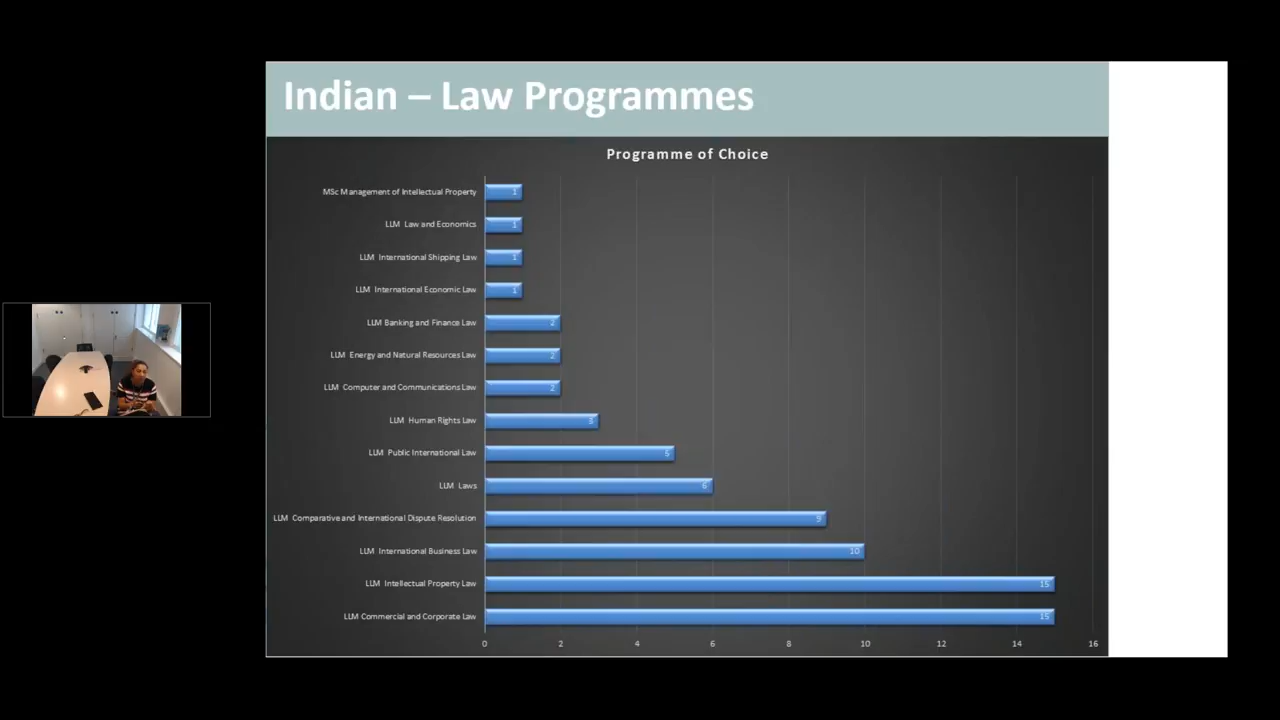 Indian – Law Programmes
Programme of Choice
MSc Management of Intellectual Property 1
LLM Law and Economics 1
LLM International Shipping Law 1
LLM International Economic Law 1
LLM Banking and Finance Law 2
LLM Energy and Natural Resources Law 2
LLM Computer and Communications Law 2
LLM Human Rights Law 3
LLM Public International Law 5
LLM Laws 6
LLM Comparative and International Dispute Resolution 9
LLM International Business Law 10
LLM Intellectual Property Law 15
LLM Commercial and Corporate Law 15
0 2 4 6 8 10 12 14 16